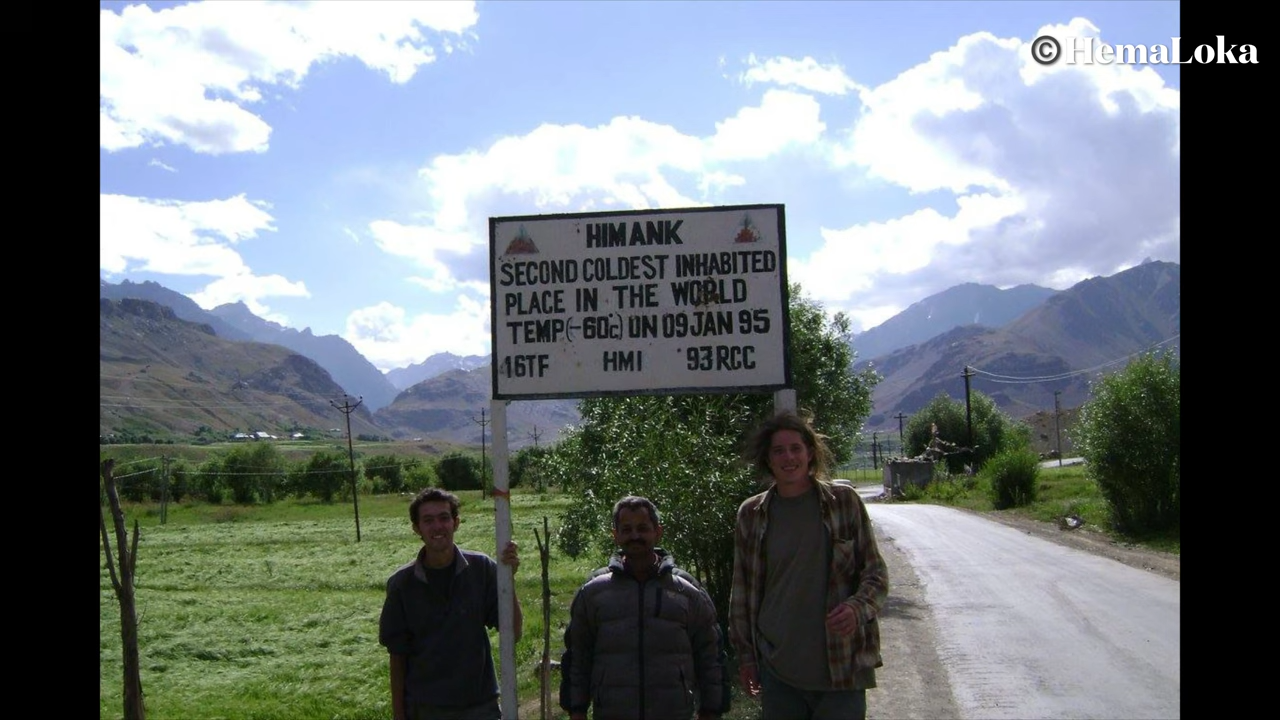 © HemaLoka
HIMANK
SECOND COLDEST INHABITED
PLACE IN THE WORLD
TEMP(-60c) ON 09 JAN 95
16TF HMI 93RCC